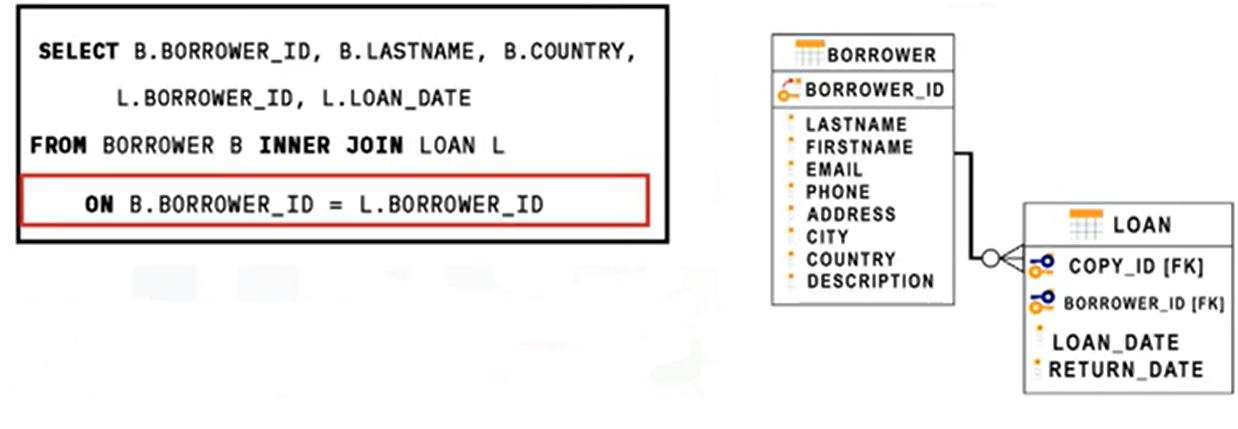 SELECT B.BORROWER_ID, B.LASTNAME, B.COUNTRY,
L.BORROWER_ID, L.LOAN_DATE
FROM BORROWER B INNER JOIN LOAN L
ON B.BORROWER_ID = L.BORROWER_ID
BORROWER
BORROWER_ID
LASTNAME
FIRSTNAME
EMAIL
PHONE
ADDRESS
CITY
COUNTRY
DESCRIPTION
LOAN
COPY_ID [FK]
BORROWER_ID [FK]
LOAN_DATE
RETURN_DATE